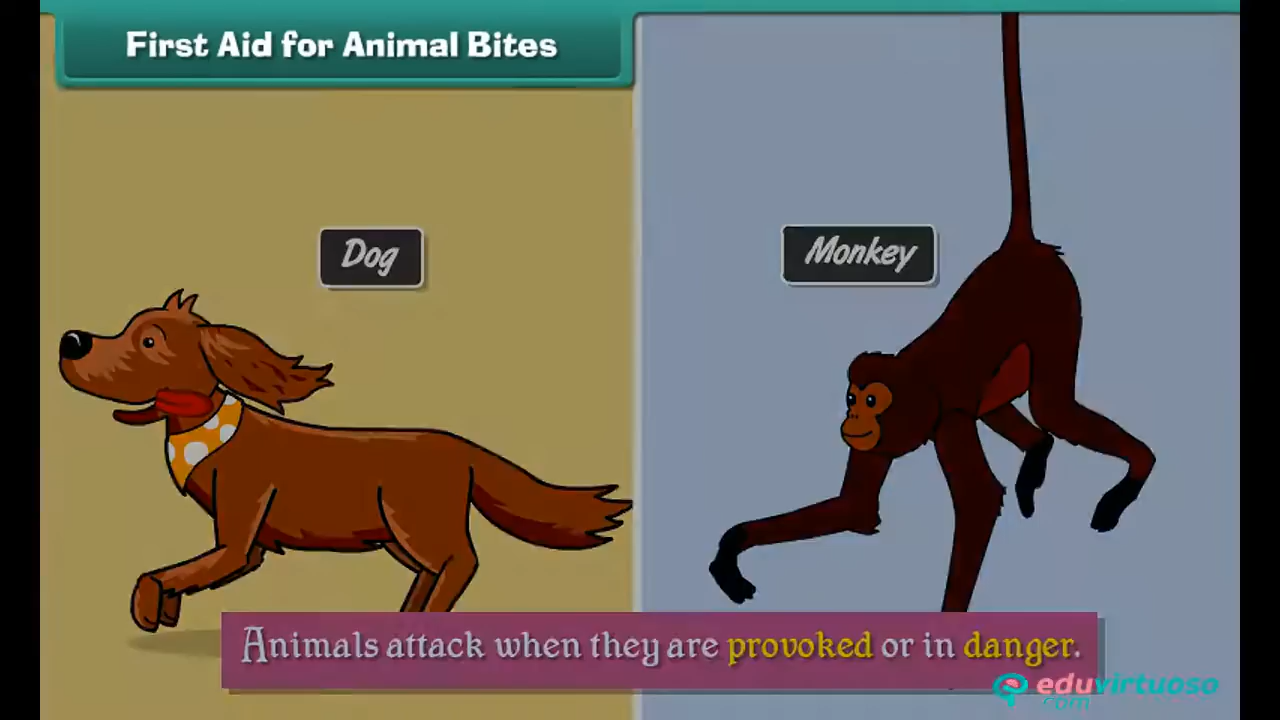 First Aid for Animal Bites
Dog
Monkey
Animals attack when they are provoked or in danger.
eduvirtuoso
com